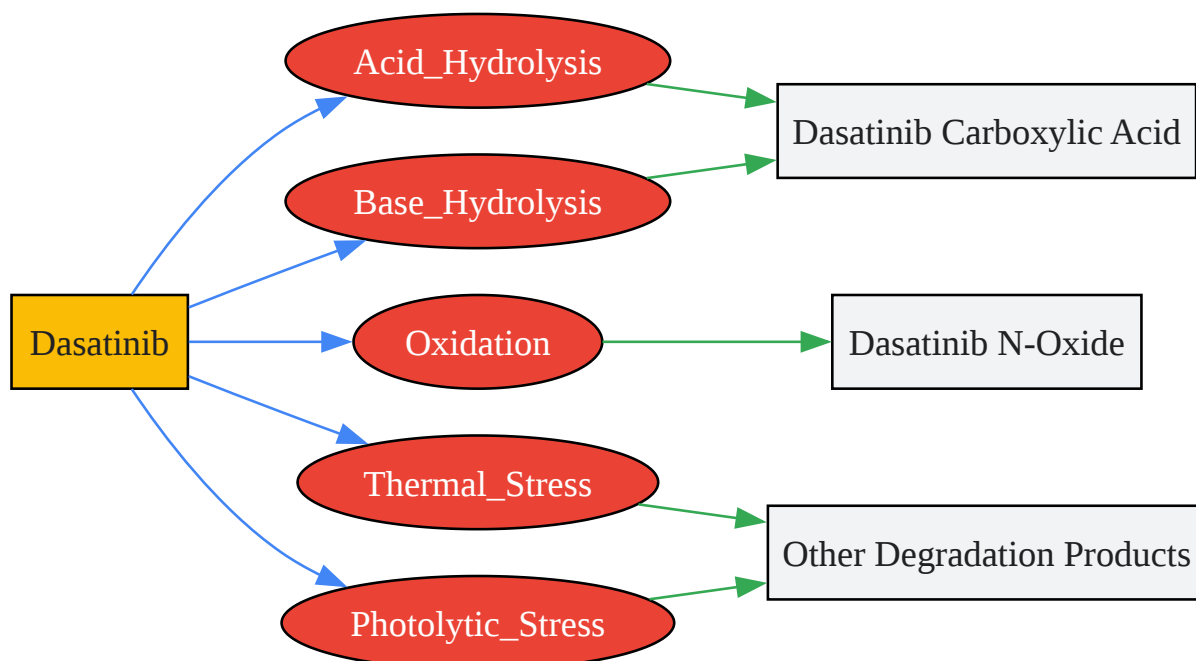 Acid_Hydrolysis
Dasatinib Carboxylic Acid
Base_Hydrolysis
Dasatinib
Oxidation
Dasatinib N-Oxide
Thermal_Stress
Other Degradation Products
Photolytic_Stress